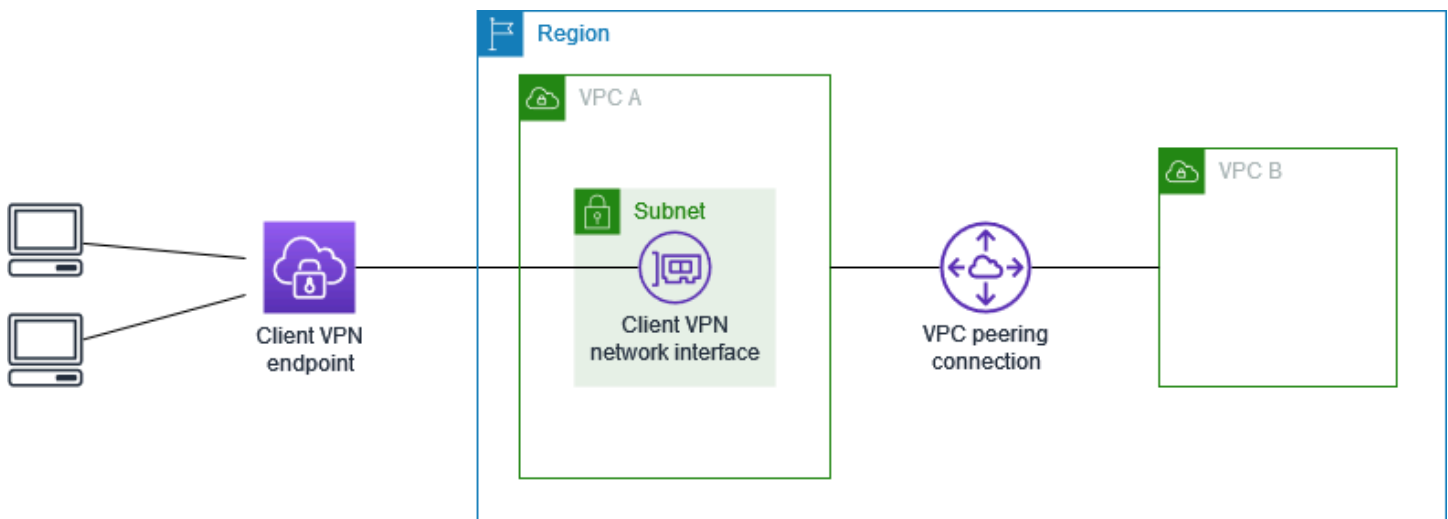 Region
VPC A
VPC B
Subnet
Client VPN
network interface
Client VPN
endpoint
VPC peering
connection